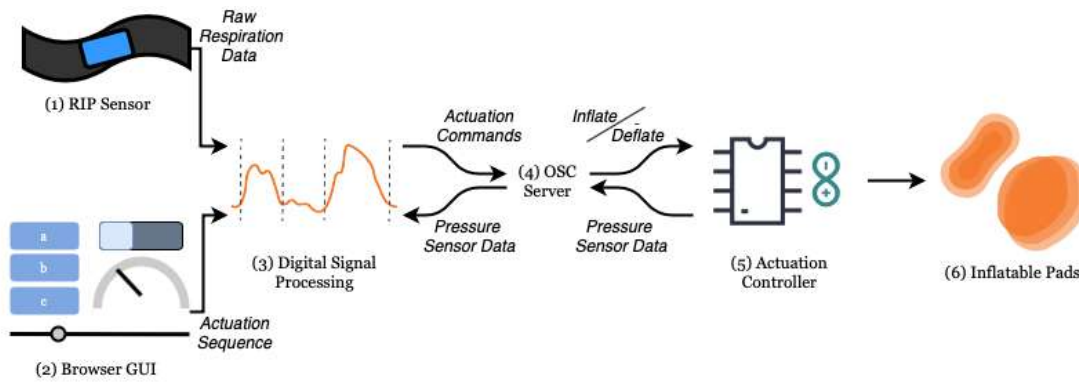 Raw
Respiration
Data
(1) RIP Sensor
a
b
c
Actuation
Sequence
(2) Browser GUI
(3) Digital Signal
Processing
Actuation
Commands
Pressure
Sensor Data
(4) OSC
Server
Inflate
Deflate
Pressure
Sensor Data
(5) Actuation
Controller
(6) Inflatable Pads